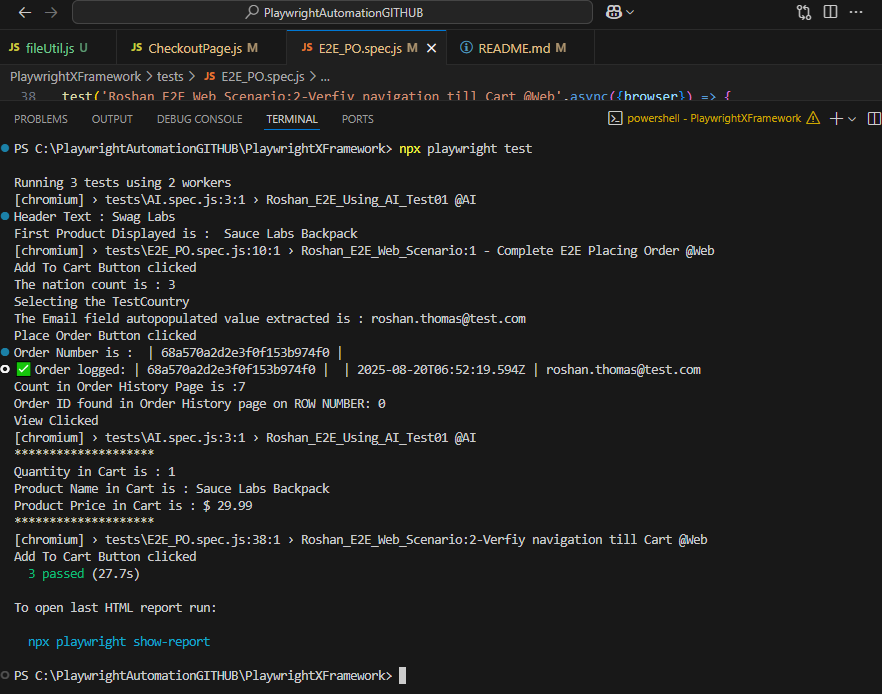 PlaywrightAutomationGITHUB
JS fileUtil.js U JS CheckoutPage.js M JS E2E_PO.spec.js M README.md M
PlaywrightXFramework > tests > JS E2E_PO.spec.js > ...
38 test('Roshan_E2E_Web_Scenario:2-Verfiy navigation till Cart @Web',async({browser}) => {
PROBLEMS OUTPUT DEBUG CONSOLE TERMINAL PORTS powershell - PlaywrightXFramework
PS C:\PlaywrightAutomationGITHUB\PlaywrightXFramework> npx playwright test
Running 3 tests using 2 workers
[chromium] › tests\AI.spec.js:3:1 › Roshan_E2E_Using_AI_Test01 @AI
Header Text : Swag Labs
First Product Displayed is :  Sauce Labs Backpack
[chromium] › tests\E2E_PO.spec.js:10:1 › Roshan_E2E_Web_Scenario:1 - Complete E2E Placing Order @Web
Add To Cart Button clicked
The nation count is : 3
Selecting the TestCountry
The Email field autopopulated value extracted is : roshan.thomas@test.com
Place Order Button clicked
Order Number is :  | 68a570a2d2e3f0f153b974f0 |
✅ Order logged: | 68a570a2d2e3f0f153b974f0 |  | 2025-08-20T06:52:19.594Z | roshan.thomas@test.com
Count in Order History Page is :7
Order ID found in Order History page on ROW NUMBER: 0
View Clicked
[chromium] › tests\AI.spec.js:3:1 › Roshan_E2E_Using_AI_Test01 @AI
********************
Quantity in Cart is : 1
Product Name in Cart is : Sauce Labs Backpack
Product Price in Cart is : $ 29.99
********************
[chromium] › tests\E2E_PO.spec.js:38:1 › Roshan_E2E_Web_Scenario:2-Verfiy navigation till Cart @Web
Add To Cart Button clicked
3 passed (27.7s)
To open last HTML report run:
npx playwright show-report
PS C:\PlaywrightAutomationGITHUB\PlaywrightXFramework>